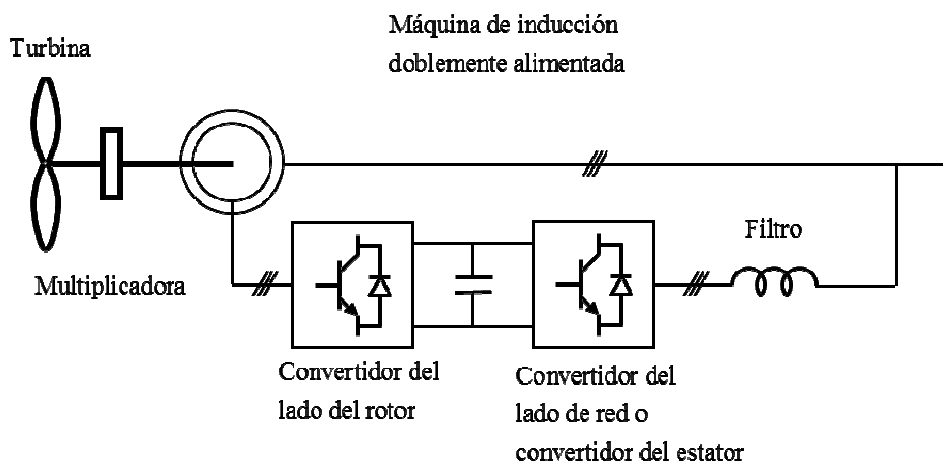 Máquina de inducción
doblemente alimentada
Turbina
Multiplicadora
Filtro
Convertidor del
lado del rotor
Convertidor del
lado de red o
convertidor del estator